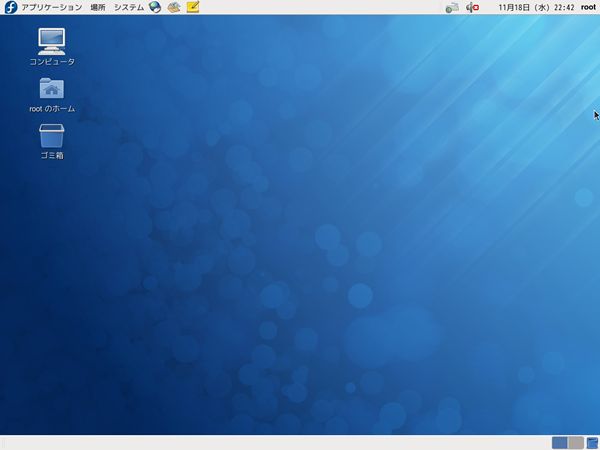 アプリケーション 場所 システム 11月18日 (水) 22:42 root
コンピュータ
root のホーム
ゴミ箱